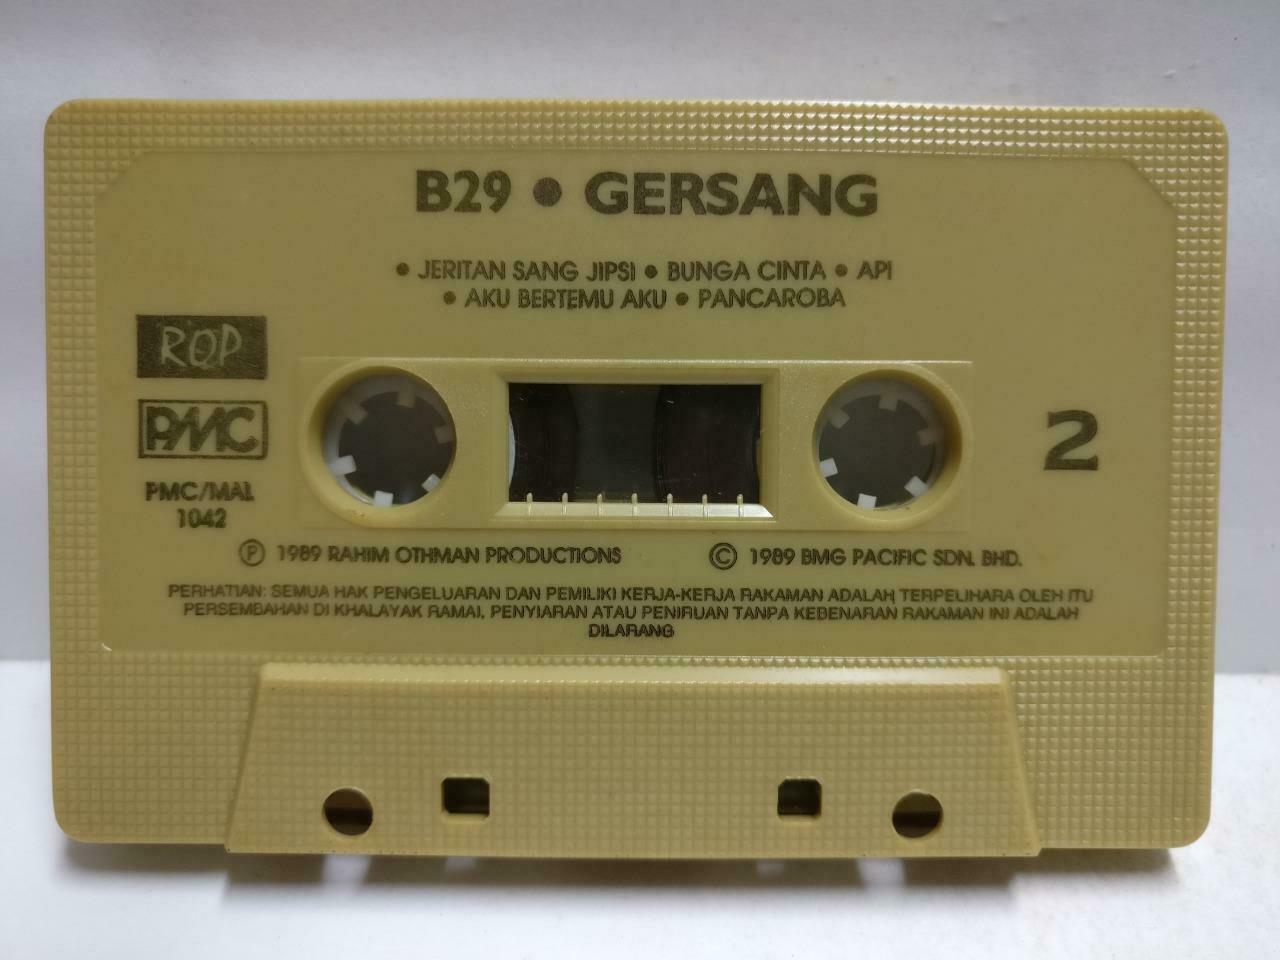 B29 • GERSANG
• JERITAN SANG JIPSI • BUNGA CINTA • API
• AKU BERTEMU AKU • PANCAROBA
ROP
PMC
PMC/MAL
1042
2
Ⓟ 1989 RAHIM OTHMAN PRODUCTIONS © 1989 BMG PACIFIC SDN. BHD.
PERHATIAN: SEMUA HAK PENGELUARAN DAN PEMILIKI KERJA-KERJA RAKAMAN ADALAH TERPELIHARA OLEH ITU
PERSEMBAHAN DI KHALAYAK RAMAI, PENYIARAN ATAU PENIRUAN TANPA KEBENARAN RAKAMAN INI ADALAH
DILARANG